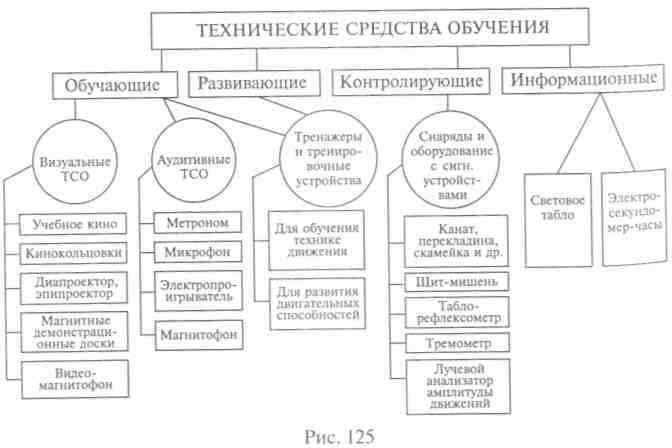 ТЕХНИЧЕСКИЕ СРЕДСТВА ОБУЧЕНИЯ
Обучающие
Развивающие
Контролирующие
Информационные
Визуальные
ТСО
Аудитивные
ТСО
Тренажеры
и трениро-
вочные
устройства
Снаряды и
оборудование
с сигн.
устройст-
вами
Световое
табло
Электро-
секундо-
мер-часы
Учебное кино
Кинокольцовки
Диапроектор,
эпипроектор
Магнитные
демонстраци-
онные доски
Видео-
магнитофон
Метроном
Микрофон
Электропро-
игрыватель
Магнитофон
Для обучения
технике
движения
Для развития
двигательных
способностей
Канат,
перекладина,
скамейка и др.
Щит-мишень
Табло-
рефлексометр
Тремометр
Лучевой
анализатор
амплитуды
движений
Рис. 125